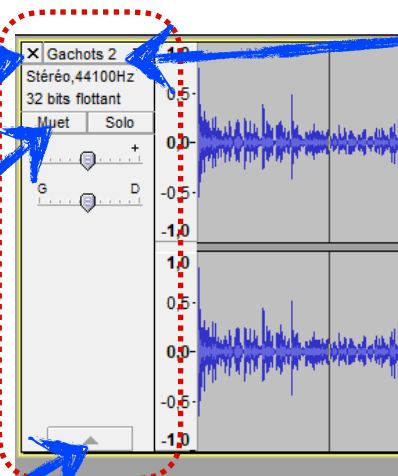 X Gachots 2
Stéréo,44100Hz
32 bits flottant
Muet Solo
- +
G D
1,0
0,5-
0,0-
-0,5-
-1,0
1,0
0,5-
0,0-
-0,5-
-1,0